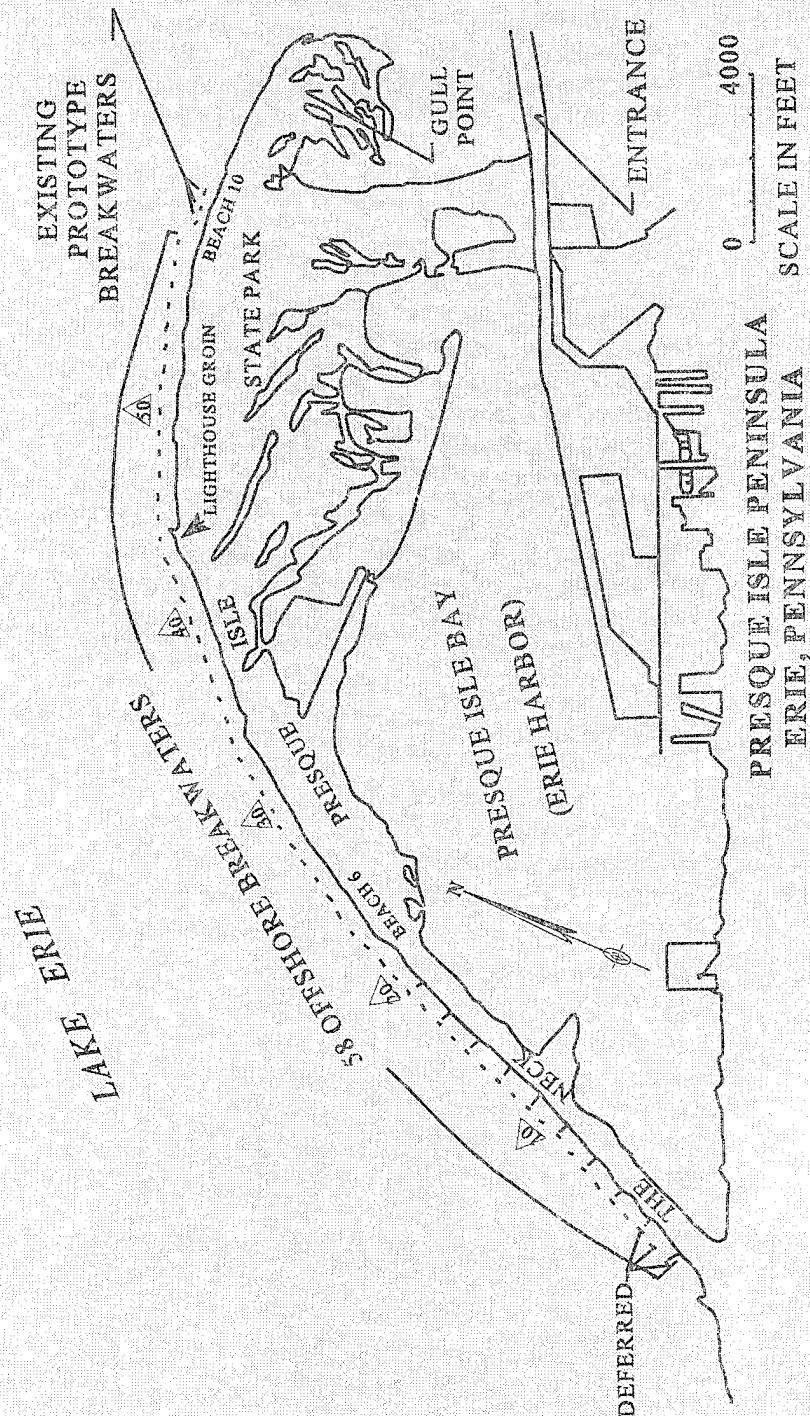 LAKE ERIE
EXISTING
PROTOTYPE
BREAKWATERS
58 OFFSHORE BREAKWATERS
50
40
30
20
10
BEACH 10
LIGHTHOUSE GROIN
STATE PARK
ISLE
PRESQUE
BEACH 6
GULL
POINT
PRESQUE ISLE BAY
(ERIE HARBOR)
N
ENTRANCE
NECK
THE
DEFERRED
0 4000
SCALE IN FEET
PRESQUE ISLE PENINSULA
ERIE, PENNSYLVANIA